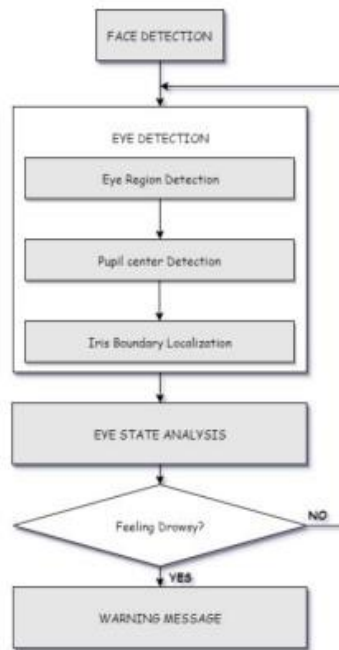 FACE DETECTION
EYE DETECTION
Eye Region Detection
Pupil center Detection
Iris Boundary Localization
EYE STATE ANALYSIS
Feeling Drowsy?
NO
YES
WARNING MESSAGE